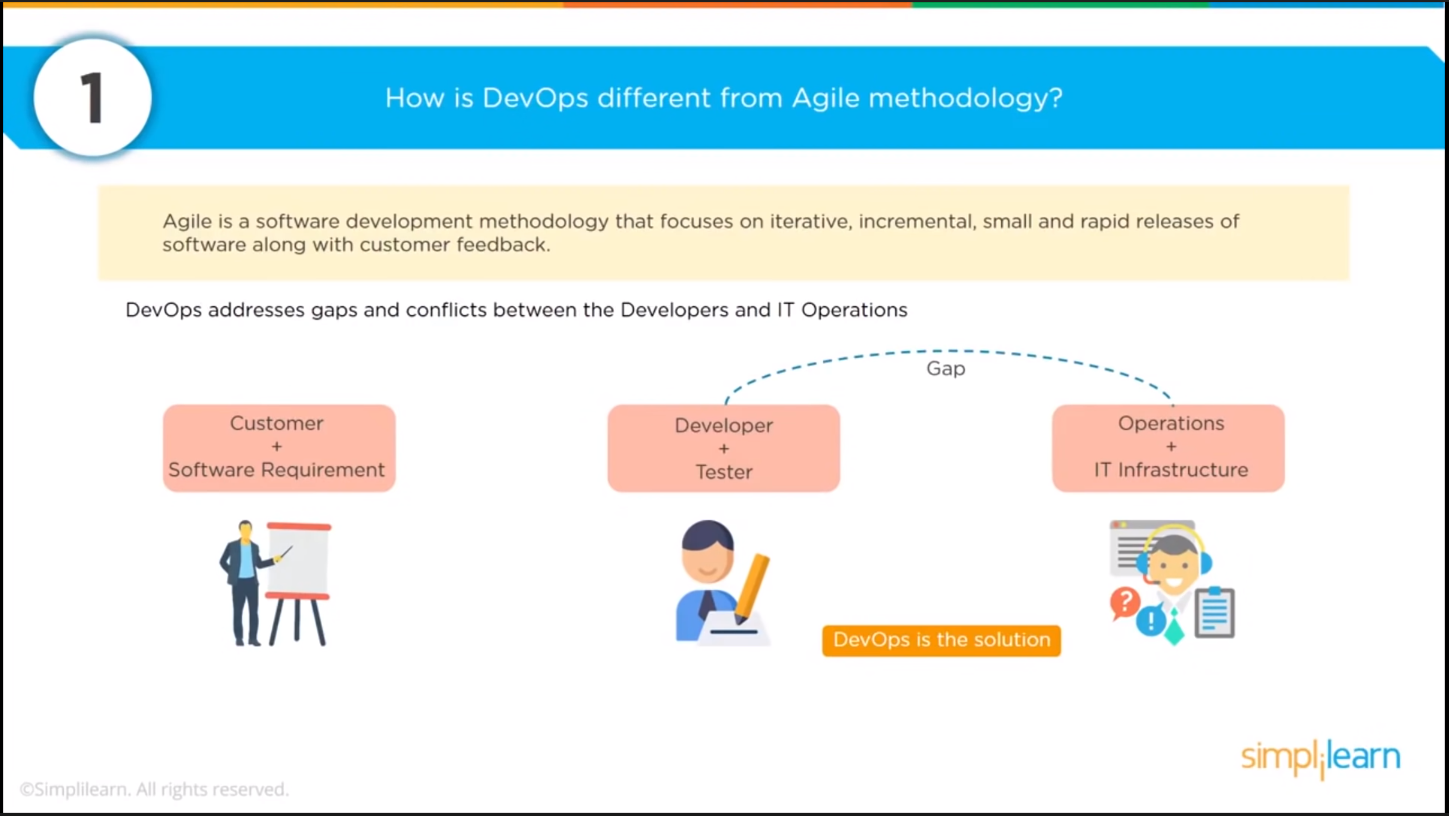 1
How is DevOps different from Agile methodology?
Agile is a software development methodology that focuses on iterative, incremental, small and rapid releases of
software along with customer feedback.
DevOps addresses gaps and conflicts between the Developers and IT Operations
Gap
Customer
+
Software Requirement
Developer
+
Tester
Operations
+
IT Infrastructure
?
!
DevOps is the solution
simplilearn
©Simplilearn. All rights reserved.